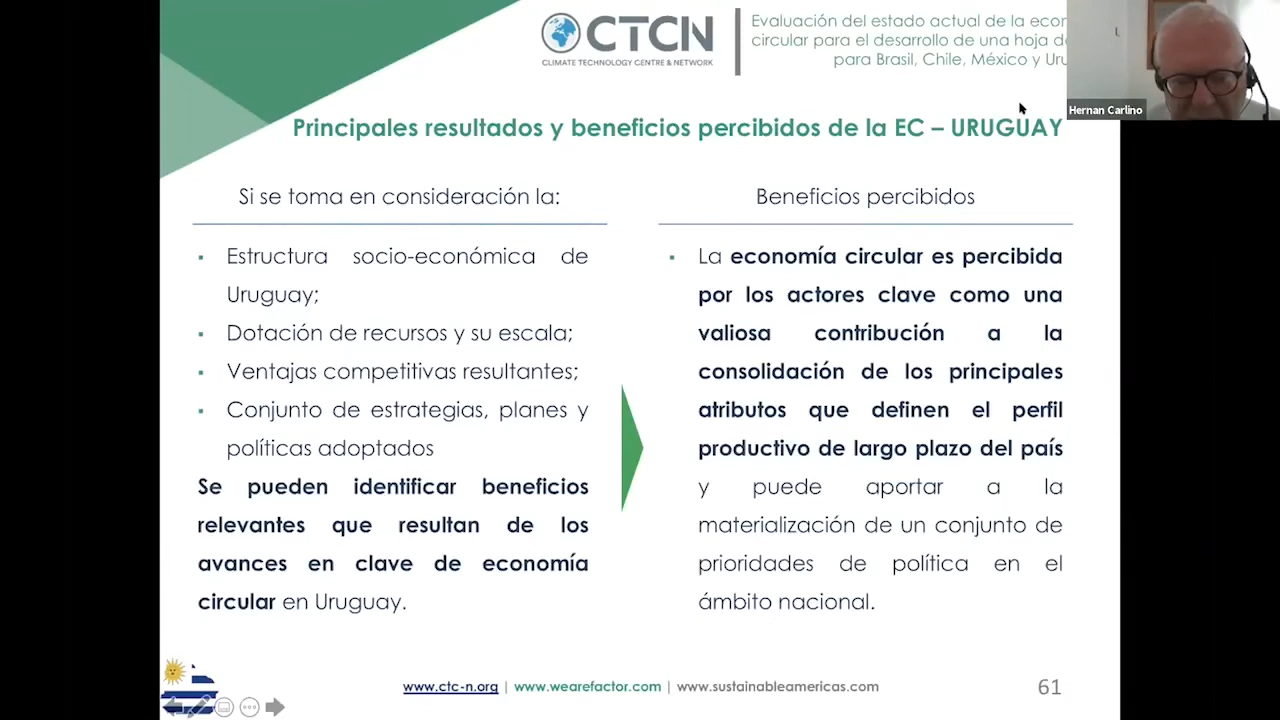 CTCN
CLIMATE TECHNOLOGY CENTRE & NETWORK
Evaluación del estado actual de la
circular para el desarrollo de una hoja
para Brasil, Chile, México y
Hernan Carlino
Principales resultados y beneficios percibidos de la EC – URUGUAY
Si se toma en consideración la:
▪ Estructura socio-económica de
Uruguay;
▪ Dotación de recursos y su escala;
▪ Ventajas competitivas resultantes;
▪ Conjunto de estrategias, planes y
políticas adoptados
Se pueden identificar beneficios
relevantes que resultan de los
avances en clave de economía
circular en Uruguay.
Beneficios percibidos
▪ La economía circular es percibida
por los actores clave como una
valiosa contribución a la
consolidación de los principales
atributos que definen el perfil
productivo de largo plazo del país
y puede aportar a la
materialización de un conjunto de
prioridades de política en el
ámbito nacional.
www.ctc-n.org | www.wearefactor.com | www.sustainableamericas.com
61